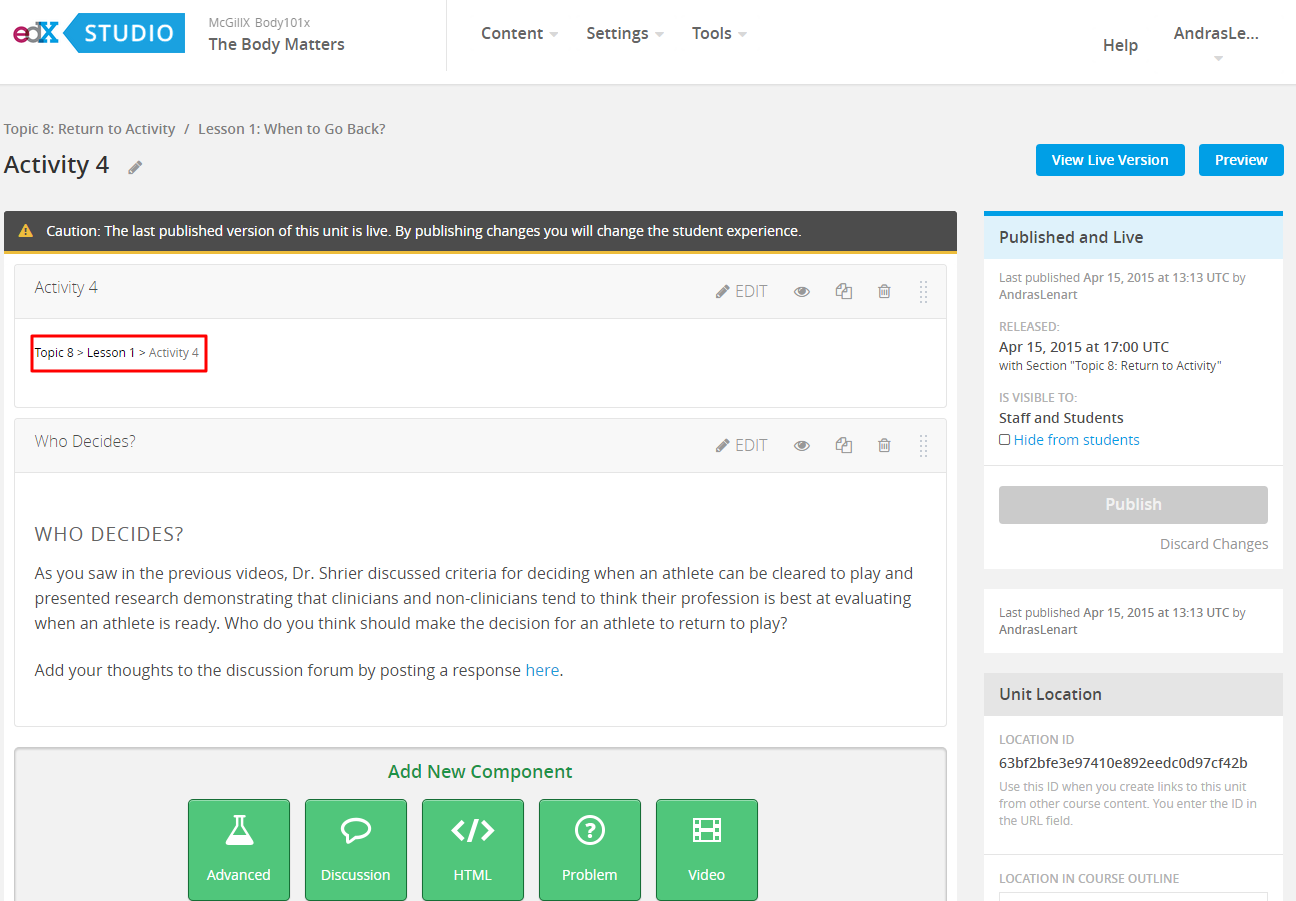 edX STUDIO
McGillX Body101x
The Body Matters
Content
Settings
Tools
Help
AndrasLe...
Topic 8: Return to Activity / Lesson 1: When to Go Back?
Activity 4
View Live Version
Preview
Caution: The last published version of this unit is live. By publishing changes you will change the student experience.
Activity 4
EDIT
Topic 8 > Lesson 1 > Activity 4
Who Decides?
EDIT
WHO DECIDES?
As you saw in the previous videos, Dr. Shrier discussed criteria for deciding when an athlete can be cleared to play and
presented research demonstrating that clinicians and non-clinicians tend to think their profession is best at evaluating
when an athlete is ready. Who do you think should make the decision for an athlete to return to play?
Add your thoughts to the discussion forum by posting a response here.
Add New Component
Advanced
Discussion
HTML
Problem
Video
Published and Live
Last published Apr 15, 2015 at 13:13 UTC by
AndrasLenart
RELEASED:
Apr 15, 2015 at 17:00 UTC
with Section "Topic 8: Return to Activity"
IS VISIBLE TO:
Staff and Students
Hide from students
Publish
Discard Changes
Last published Apr 15, 2015 at 13:13 UTC by
AndrasLenart
Unit Location
LOCATION ID
63bf2bfe3e97410e892eedc0d97cf42b
Use this ID when you create links to this unit
from other course content. You enter the ID in
the URL field.
LOCATION IN COURSE OUTLINE